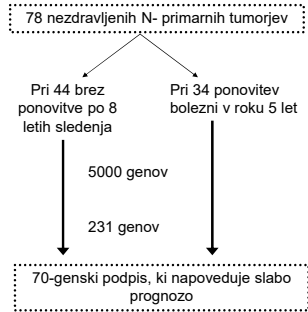 78 nezdravljenih N- primarnih tumorjev
Pri 44 brez
ponovitve po 8
letih sledenja
Pri 34 ponovitev
bolezni v roku 5 let
5000 genov
231 genov
70-genski podpis, ki napoveduje slabo
prognozo